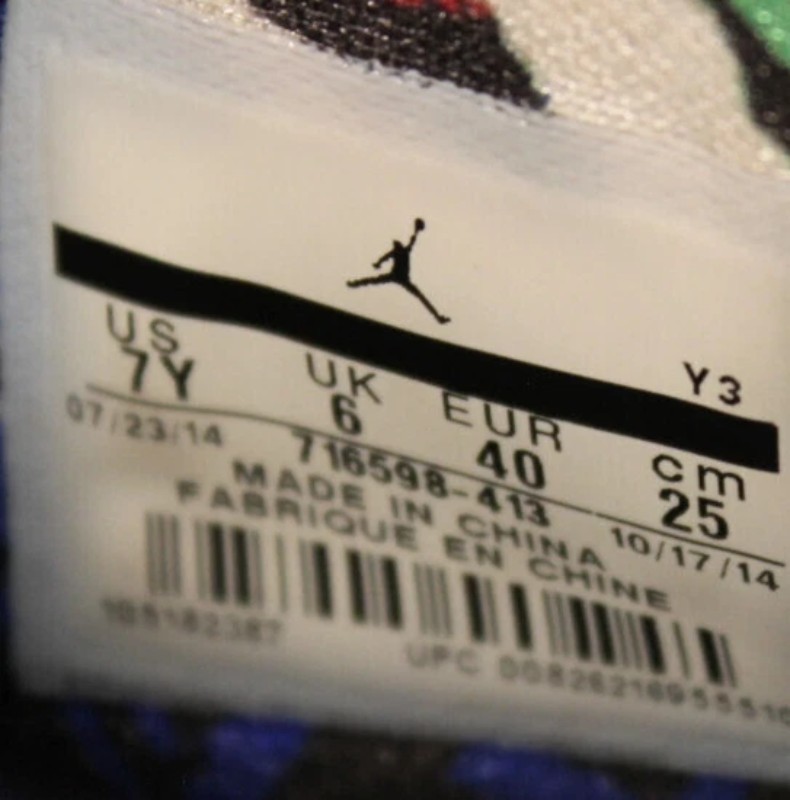 Y3
US UK EUR cm
7Y 6 40 25
07/23/14 716598-413 10/17/14
MADE IN CHINA
FABRIQUE EN CHINE
UPC